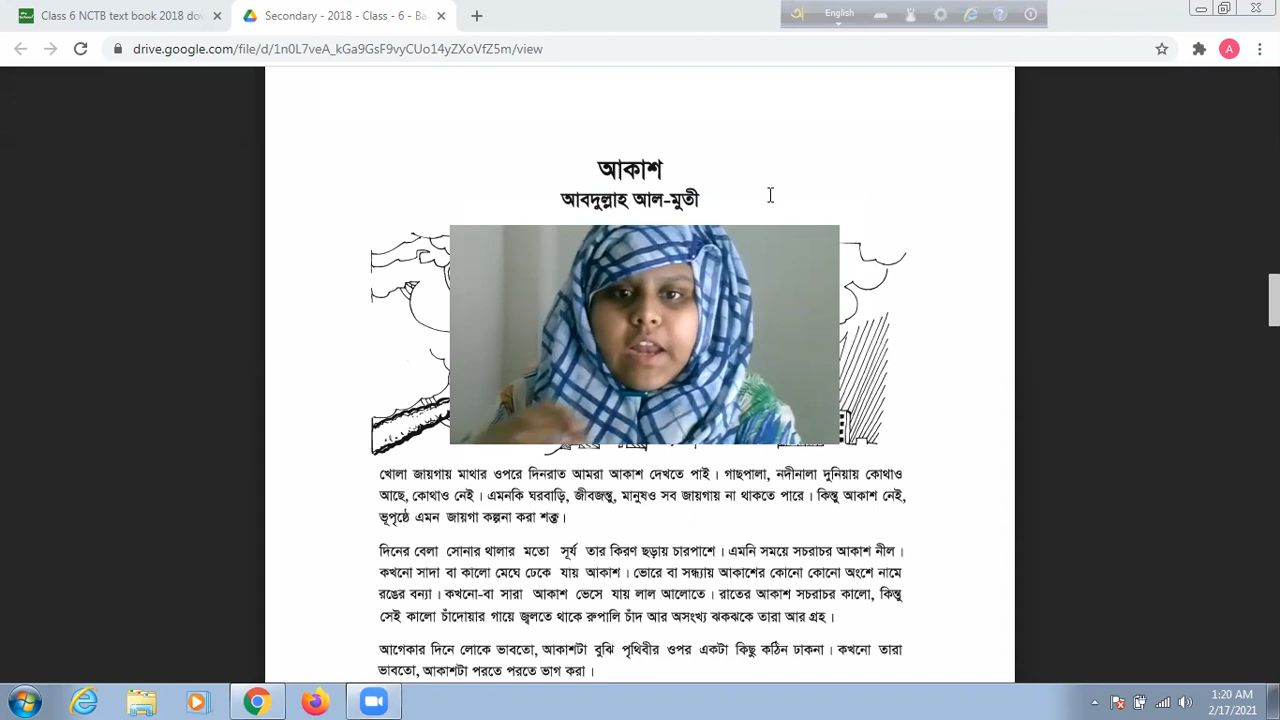 Class 6 NCTB textbook 2018 dow
Secondary - 2018 - Class - 6 - Ba
English
drive.google.com/file/d/1n0L7veA_kGa9GsF9vyCUo14yZXoVfZ5m/view
A
আকাশ
আবদুল্লাহ আল-মুতী
খোলা জায়গায় মাথার ওপরে দিনরাত আমরা আকাশ দেখতে পাই। গাছপালা, নদীনালা দুনিয়ায় কোথাও
আছে, কোথাও নেই। এমনকি ঘরবাড়ি, জীবজন্তু, মানুষও সব জায়গায় না থাকতে পারে। কিন্তু আকাশ নেই,
ভূপৃষ্ঠে এমন জায়গা কল্পনা করা শক্ত।
দিনের বেলা সোনার থালার মতো সূর্য তার কিরণ ছড়ায় চারপাশে। এমনি সময়ে সচরাচর আকাশ নীল।
কখনো সাদা বা কালো মেঘে ঢেকে যায় আকাশ। ভোরে বা সন্ধ্যায় আকাশের কোনো কোনো অংশে নামে
রঙের বন্যা। কখনো-বা সারা আকাশ ভেসে যায় লাল আলোতে। রাতের আকাশ সচরাচর কালো, কিন্তু
সেই কালো চাঁদোয়ার গায়ে জ্বলতে থাকে রুপালি চাঁদ আর অসংখ্য ঝকঝকে তারা আর গ্রহ।
আগেকার দিনে লোকে ভাবতো, আকাশটা বুঝি পৃথিবীর ওপর একটা কিছু কঠিন ঢাকনা। কখনো তারা
ভাবতো, আকাশটা পরতে পরতে ভাগ করা।
1:20 AM
2/17/2021